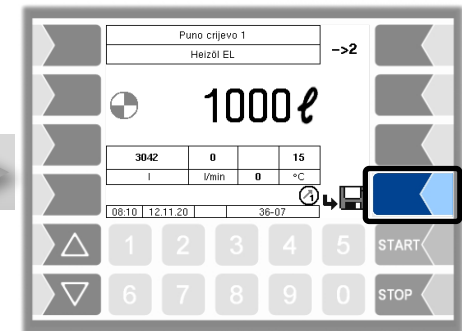 Puno crijevo 1
Heizöl EL
->2
1000 ℓ
3042 0 15
l l/min 0 °C
1
08:10 12.11.20 36-07
1 2 3 4 5 START
6 7 8 9 0 STOP